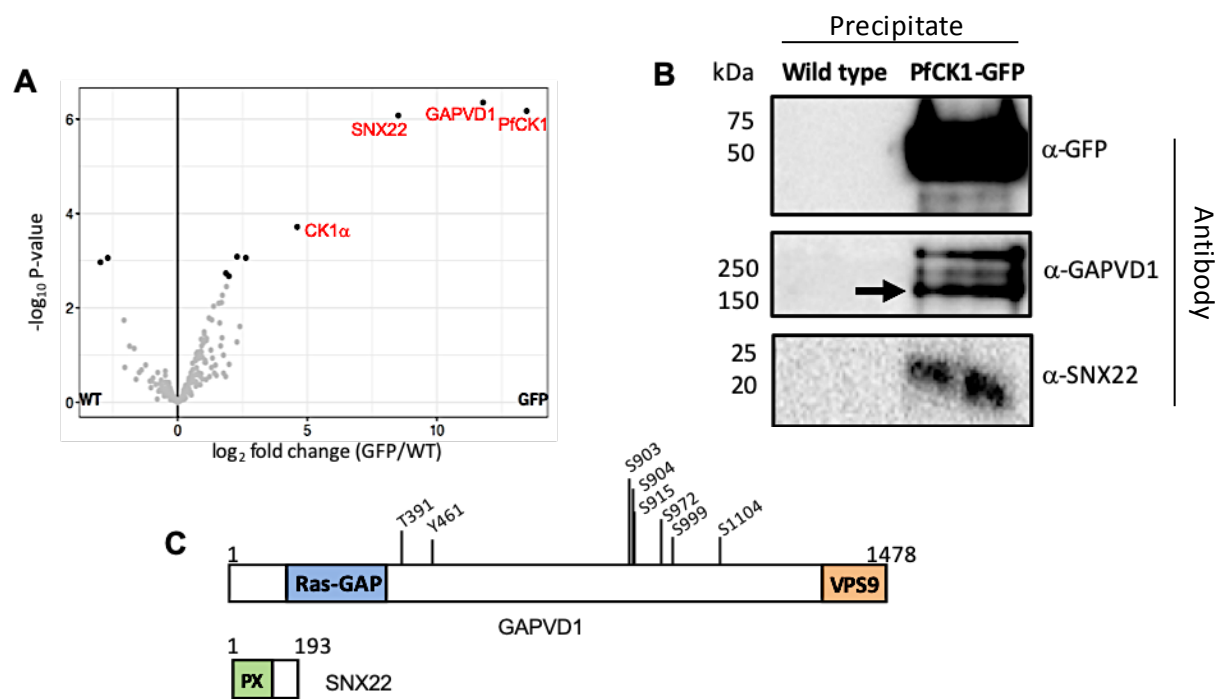 A
-log10 P-value
6
4
2
0
SNX22
GAPVD1
PfCK1
CK1α
WT
GFP
0
5
10
log2 fold change (GFP/WT)
Precipitate
B
kDa
Wild type
PfCK1-GFP
75
50
α-GFP
250
150
α-GAPVD1
25
20
α-SNX22
Antibody
C
T391
Y461
S903
S904
S915
S972
S999
S1104
1
1478
Ras-GAP
VPS9
GAPVD1
1
193
PX
SNX22